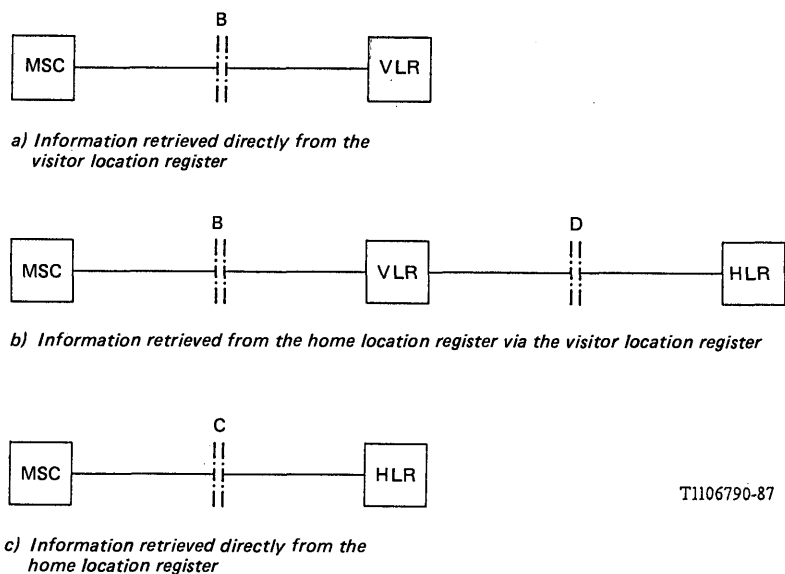 B
MSC
VLR
a) Information retrieved directly from the
visitor location register
B
D
MSC
VLR
HLR
b) Information retrieved from the home location register via the visitor location register
C
MSC
HLR
T1106790-87
c) Information retrieved directly from the
home location register